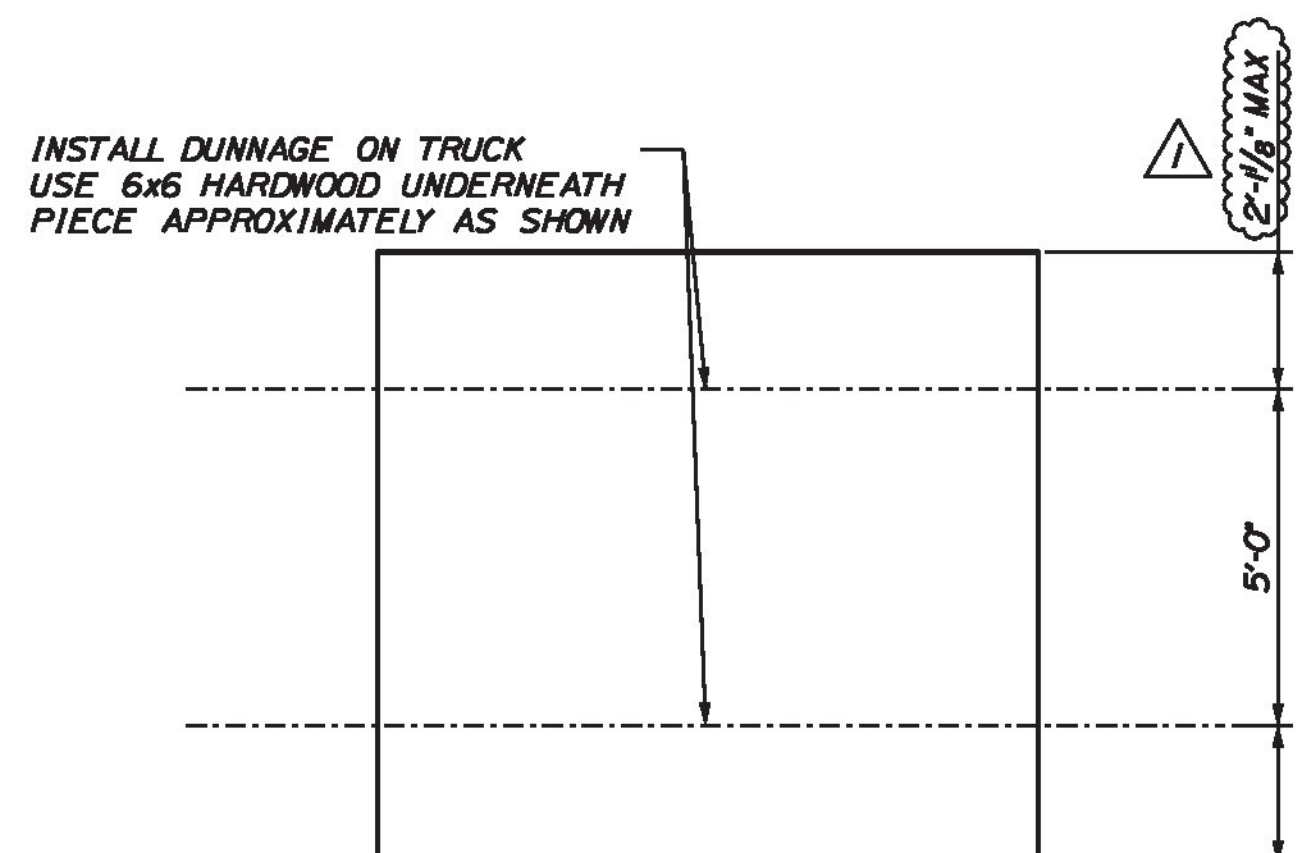 INSTALL DUNNAGE ON TRUCK
USE 6x6 HARDWOOD UNDERNEATH
PIECE APPROXIMATELY AS SHOWN
1
2'-1 1/8" MAX
5'-0"